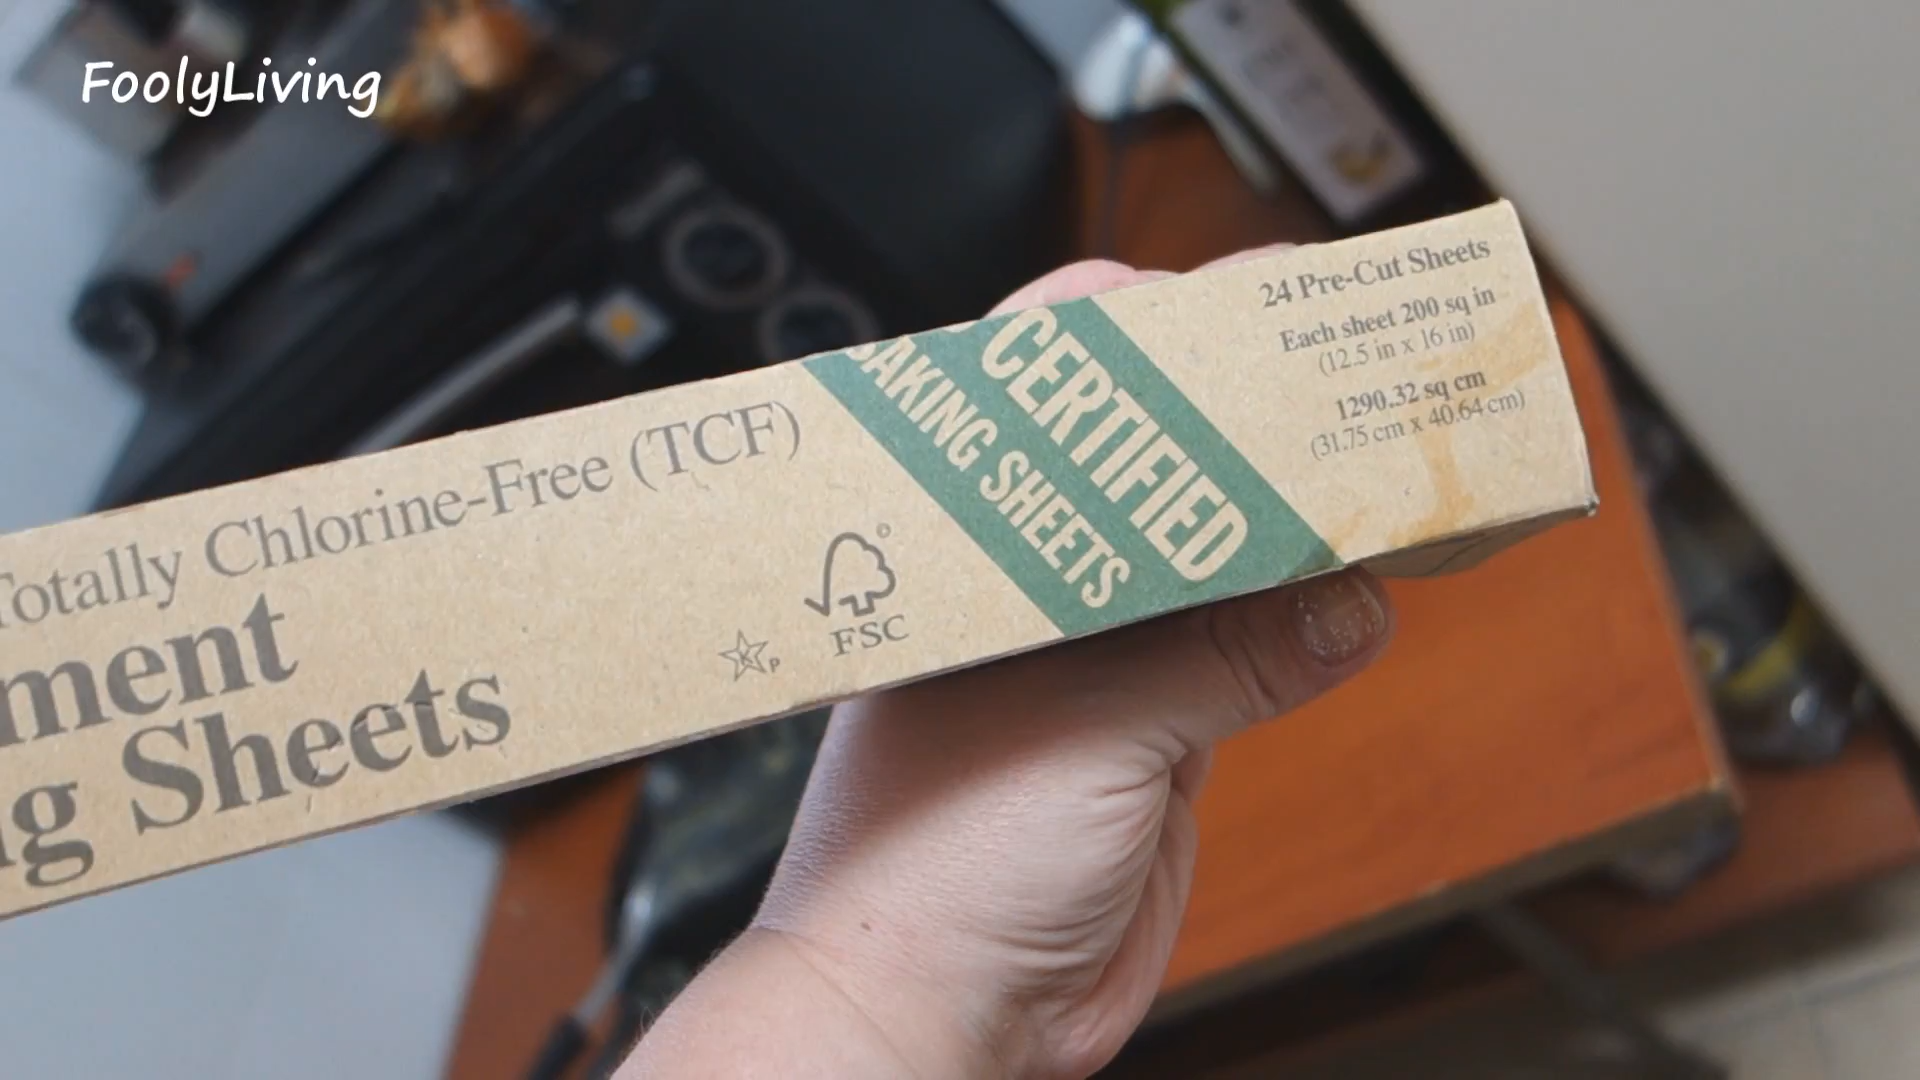 FoolyLiving
24 Pre-Cut Sheets
Each sheet 200 sq in
(12.5 in x 16 in)
1290.32 sq cm
(31.75 cm x 40.64 cm)
CERTIFIED
BAKING SHEETS
Totally Chlorine-Free (TCF)
ment
g Sheets
K P
FSC